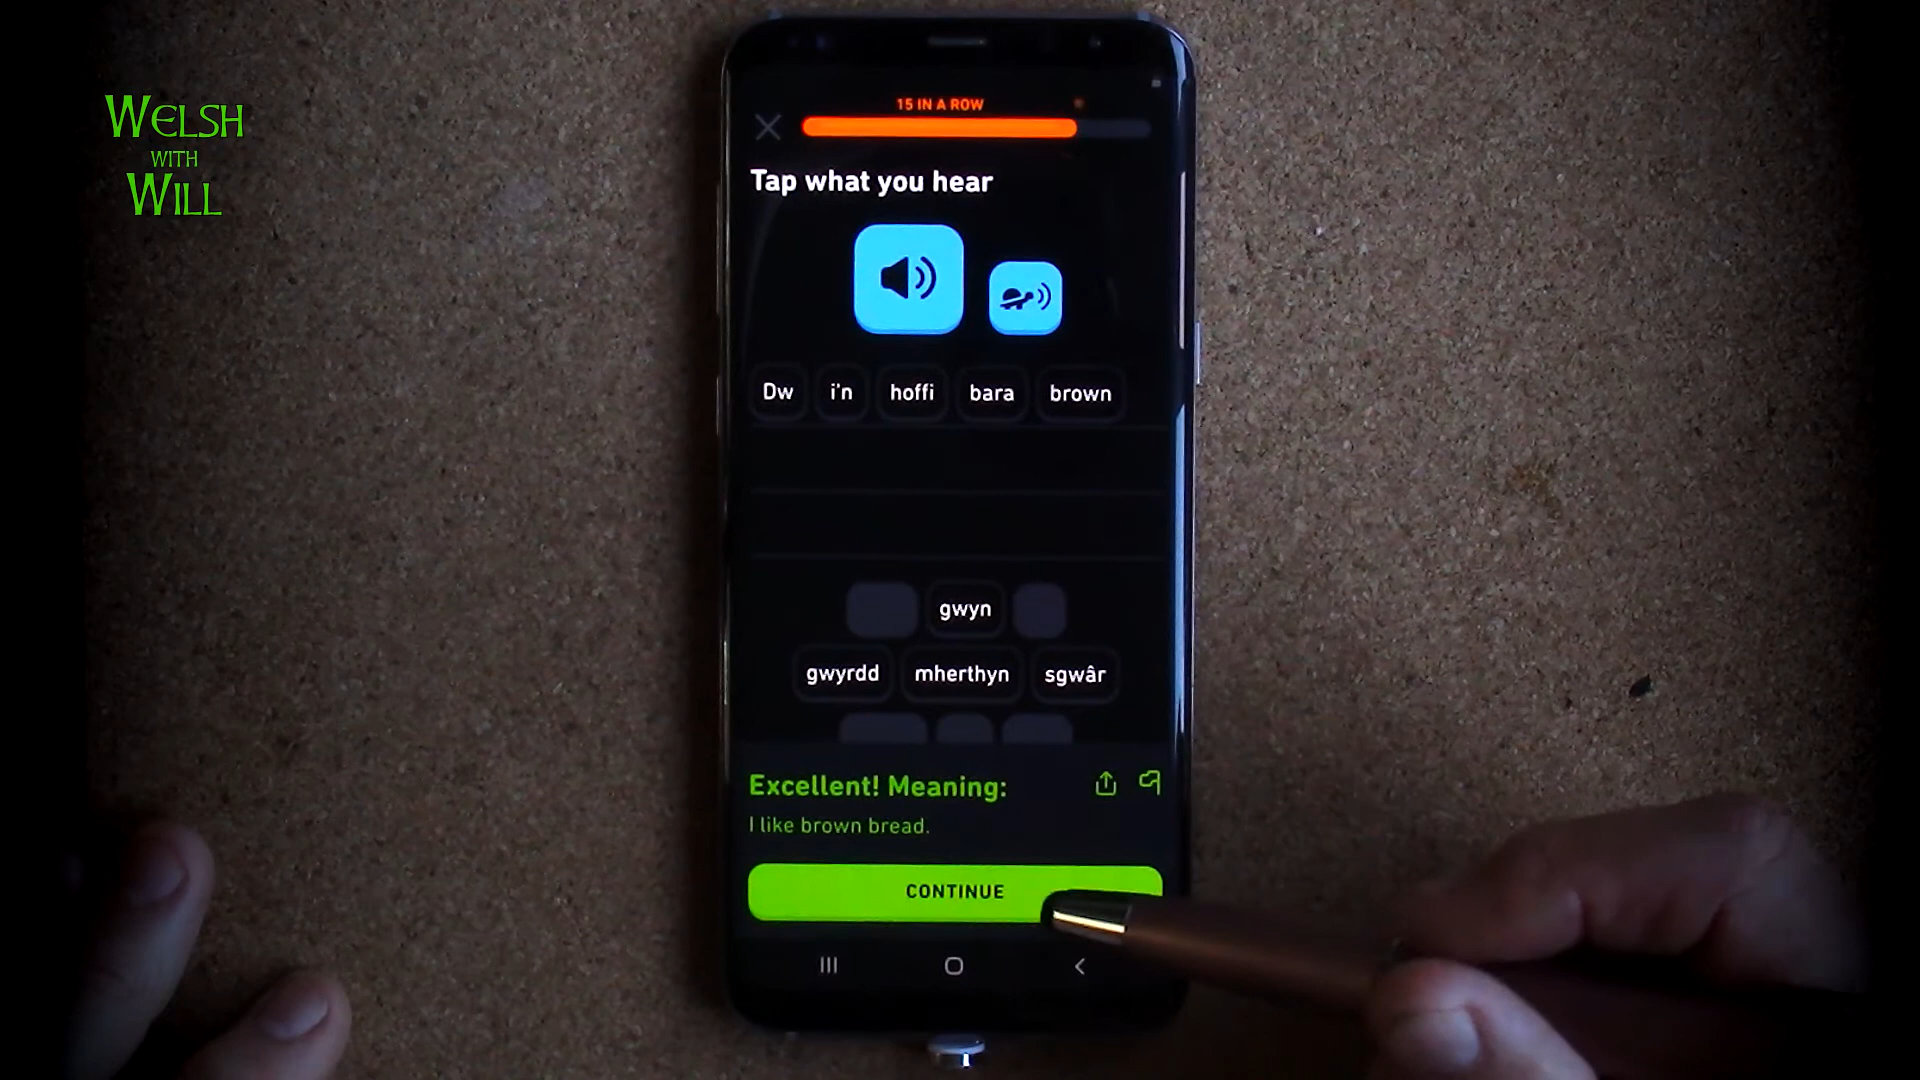 Welsh
with
Will
15 IN A ROW
Tap what you hear
Dw i'n hoffi bara brown
gwyn
gwyrdd mherthyn sgwâr
Excellent! Meaning:
I like brown bread.
CONTINUE